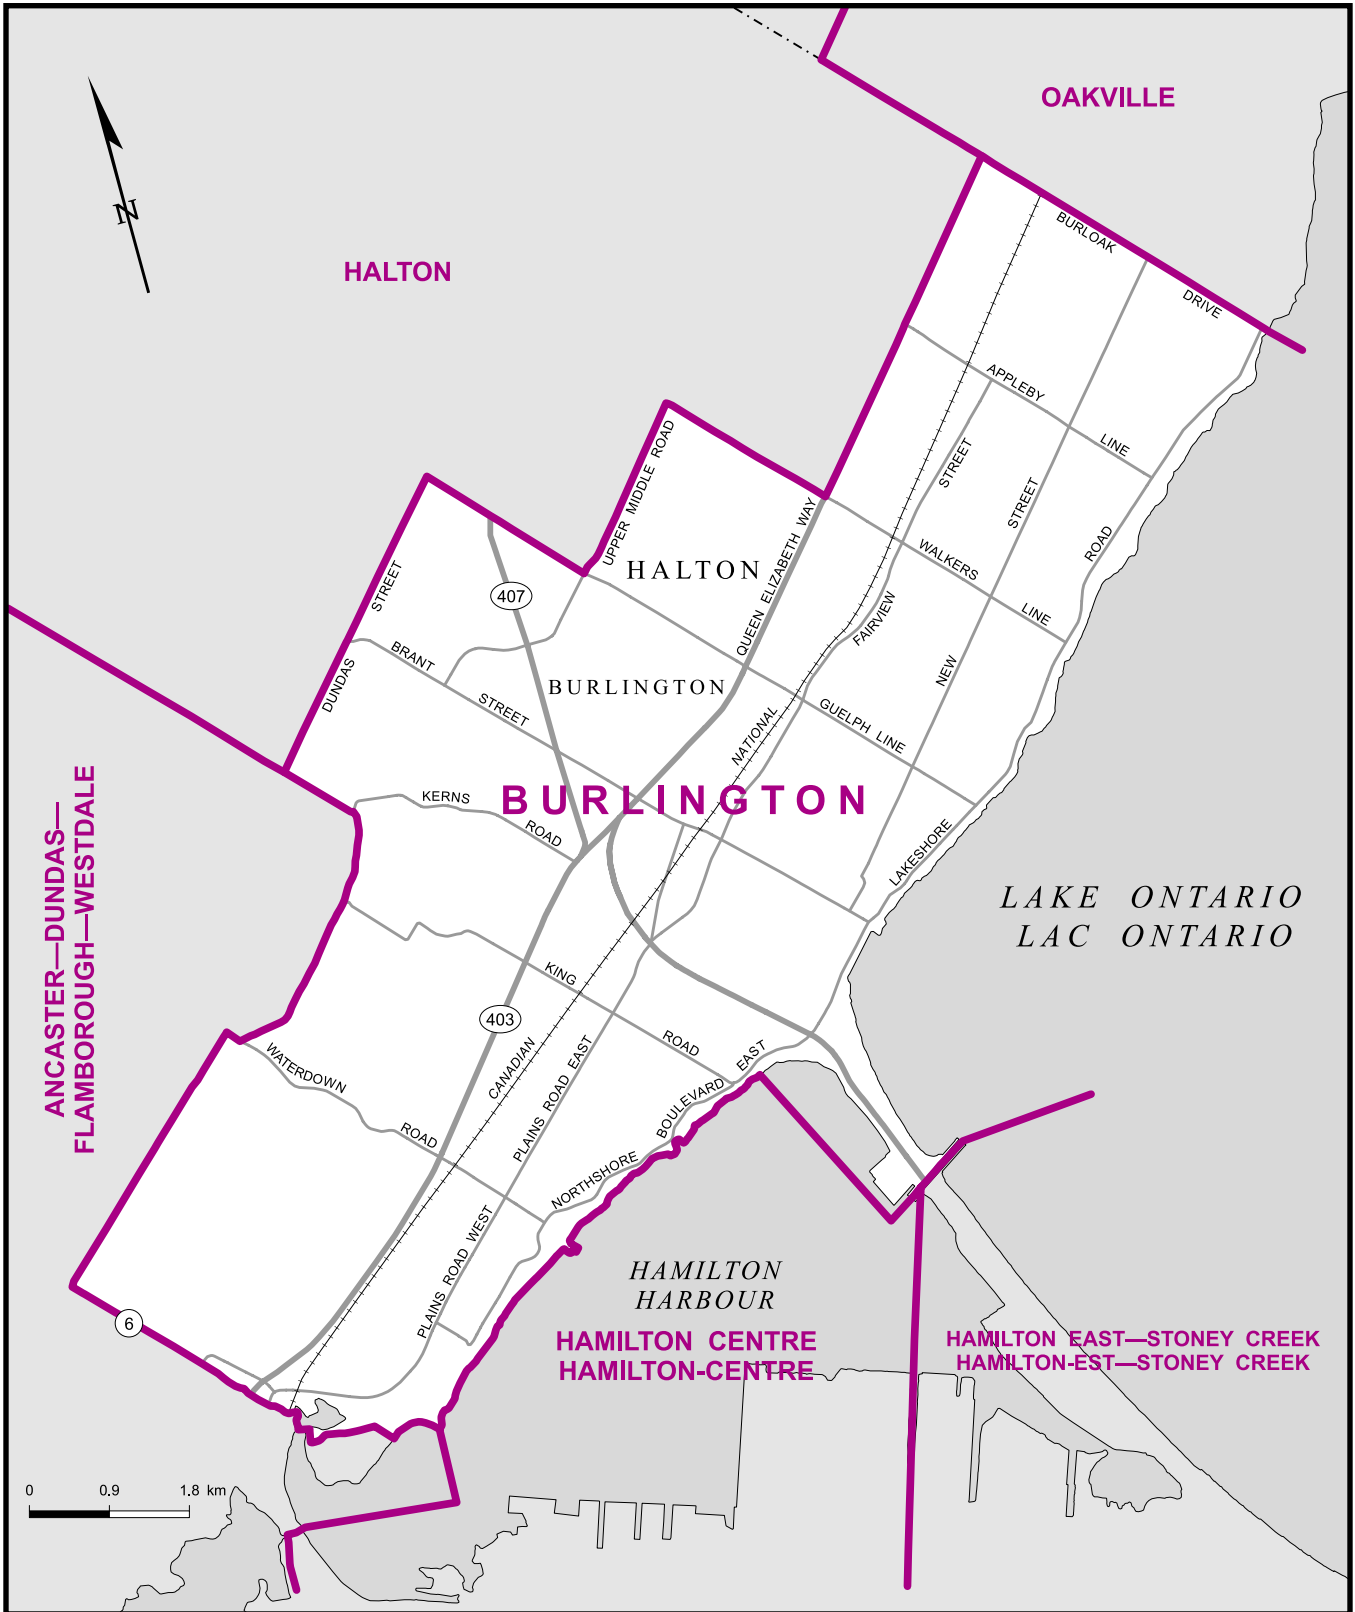 OAKVILLE
N
BURLOAK
DRIVE
HALTON
APPLEBY
LINE
STREET
UPPER MIDDLE ROAD
STREET
QUEEN ELIZABETH WAY
ROAD
WALKERS
LINE
HALTON
STREET
407
FAIRVIEW
BRANT
STREET
DUNDAS
BURLINGTON
NEW
GUELPH LINE
NATIONAL
KERNS
ROAD
BURLINGTON
LAKESHORE
ANCASTER—DUNDAS—
FLAMBOROUGH—WESTDALE
LAKE ONTARIO
LAC ONTARIO
KING
ROAD
403
CANADIAN
PLAINS ROAD EAST
EAST
BOULEVARD
NORTHSHORE
WATERDOWN
ROAD
PLAINS ROAD WEST
HAMILTON
HARBOUR
6
HAMILTON CENTRE
HAMILTON-CENTRE
HAMILTON EAST—STONEY CREEK
HAMILTON-EST—STONEY CREEK
0 0.9 1.8 km